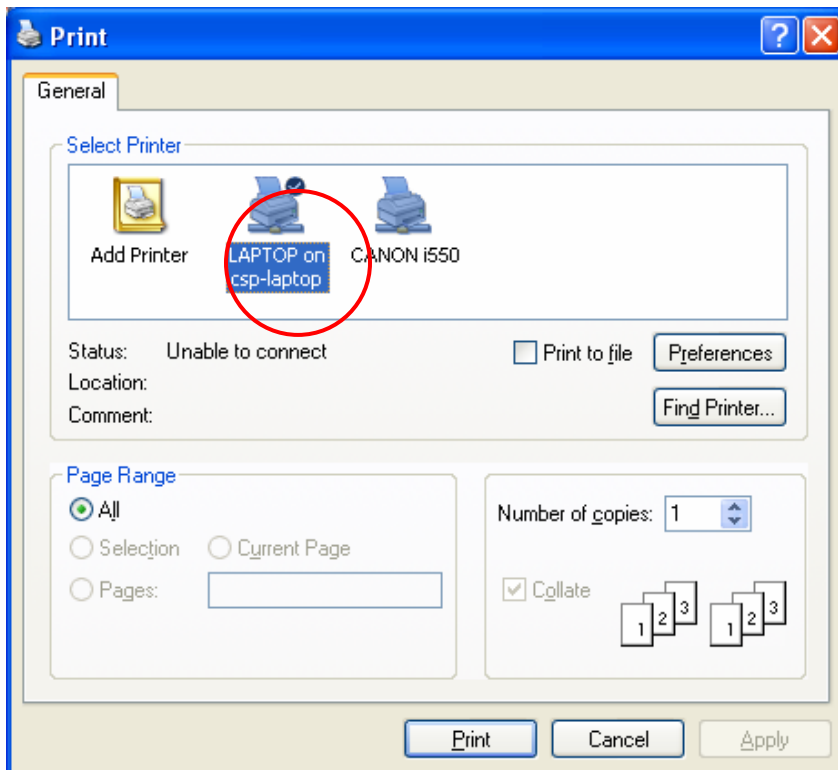 Print
General
Select Printer
Add Printer
LAPTOP on
csp-laptop
CANON i550
Status: Unable to connect
Print to file
Preferences
Location:
Find Printer...
Comment:
Page Range
All
Selection
Current Page
Pages:
Number of copies: 1
Collate
1 2 3 1 2 3
Print
Cancel
Apply